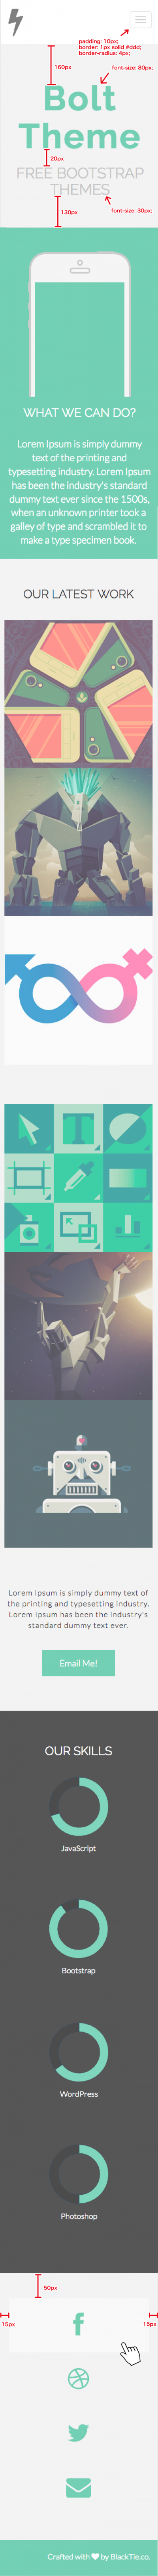 padding: 10px;
border: 1px solid #ddd;
border-radius: 4px;
160px
font-size: 80px;
Bolt
Theme
20px
FREE BOOTSTRAP
THEMES
130px
font-size: 30px;
WHAT WE CAN DO?
Lorem Ipsum is simply dummy
text of the printing and
typesetting industry. Lorem Ipsum
has been the industry's standard
dummy text ever since the 1500s,
when an unknown printer took a
galley of type and scrambled it to
make a type specimen book.
OUR LATEST WORK
T
Lorem Ipsum is simply dummy text of
the printing and typesetting industry.
Lorem Ipsum has been the industry's
standard dummy text ever.
Email Me!
OUR SKILLS
JavaScript
Bootstrap
WordPress
Photoshop
50px
15px
15px
Crafted with ♥ by BlackTie.co.